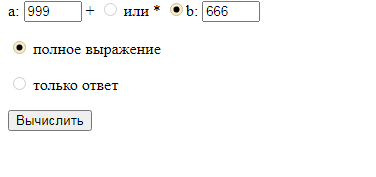 a: 999 + или * b: 666
полное выражение
только ответ
Вычислить